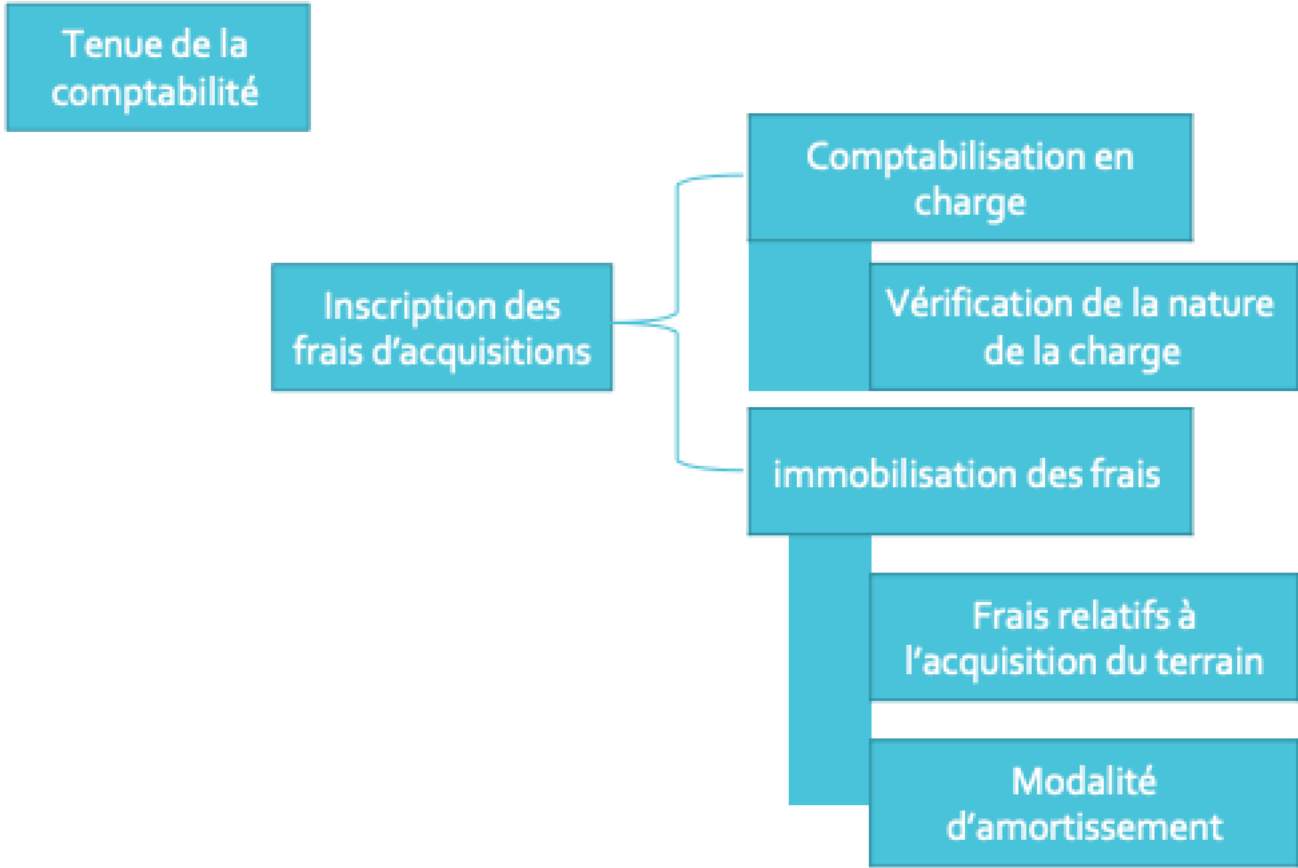 Tenue de la
comptabilité
Comptabilisation en
charge
Inscription des
frais d'acquisitions
Vérification de la nature
de la charge
immobilisation des frais
Frais relatifs à
l'acquisition du terrain
Modalité
d'amortissement